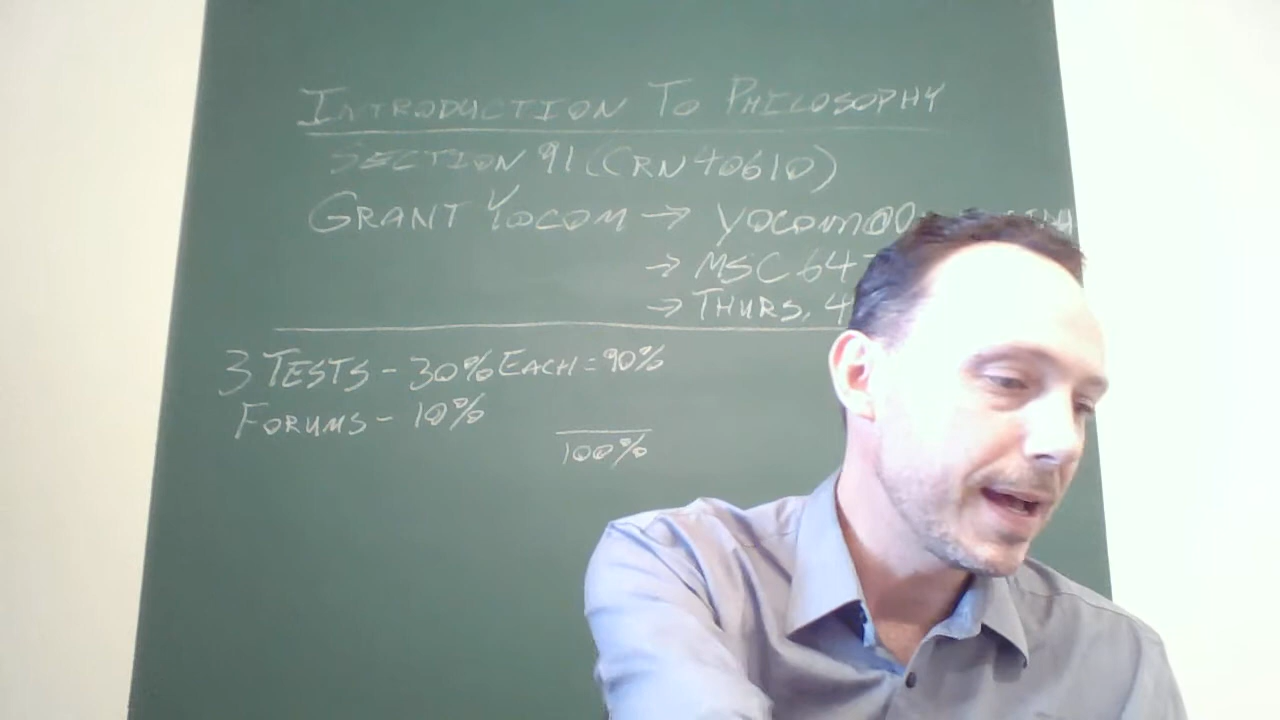 INTRODUCTION TO PHILOSOPHY
SECTION 91 (CRN 40610)
GRANT YOCOM → yocom@
→ MSC 64
→ THURS, 4
3 TESTS - 30% EACH = 90%
FORUMS - 10%
100%